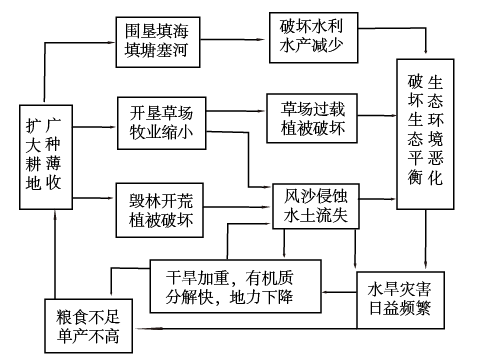 围垦填海
填塘塞河
破坏水利
水产减少
广种薄收
扩大耕地
开垦草场
牧业缩小
草场过载
植被破坏
生态环境恶化
破坏生态平衡
毁林开荒
植被破坏
风沙侵蚀
水土流失
干旱加重，有机质
分解快，地力下降
水旱灾害
日益频繁
粮食不足
单产不高